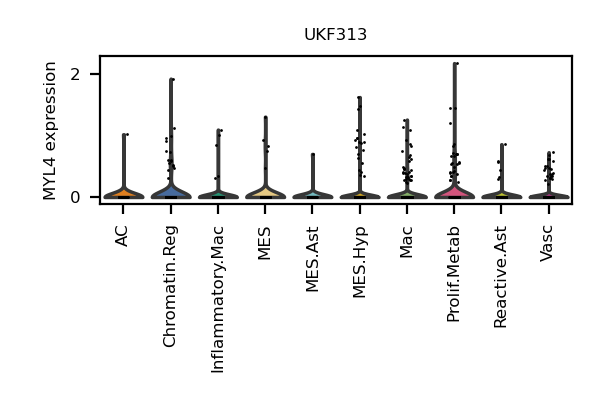 UKF313
MYL4 expression
2
0
AC
Chromatin.Reg
Inflammatory.Mac
MES
MES.Ast
MES.Hyp
Mac
Prolif.Metab
Reactive.Ast
Vasc